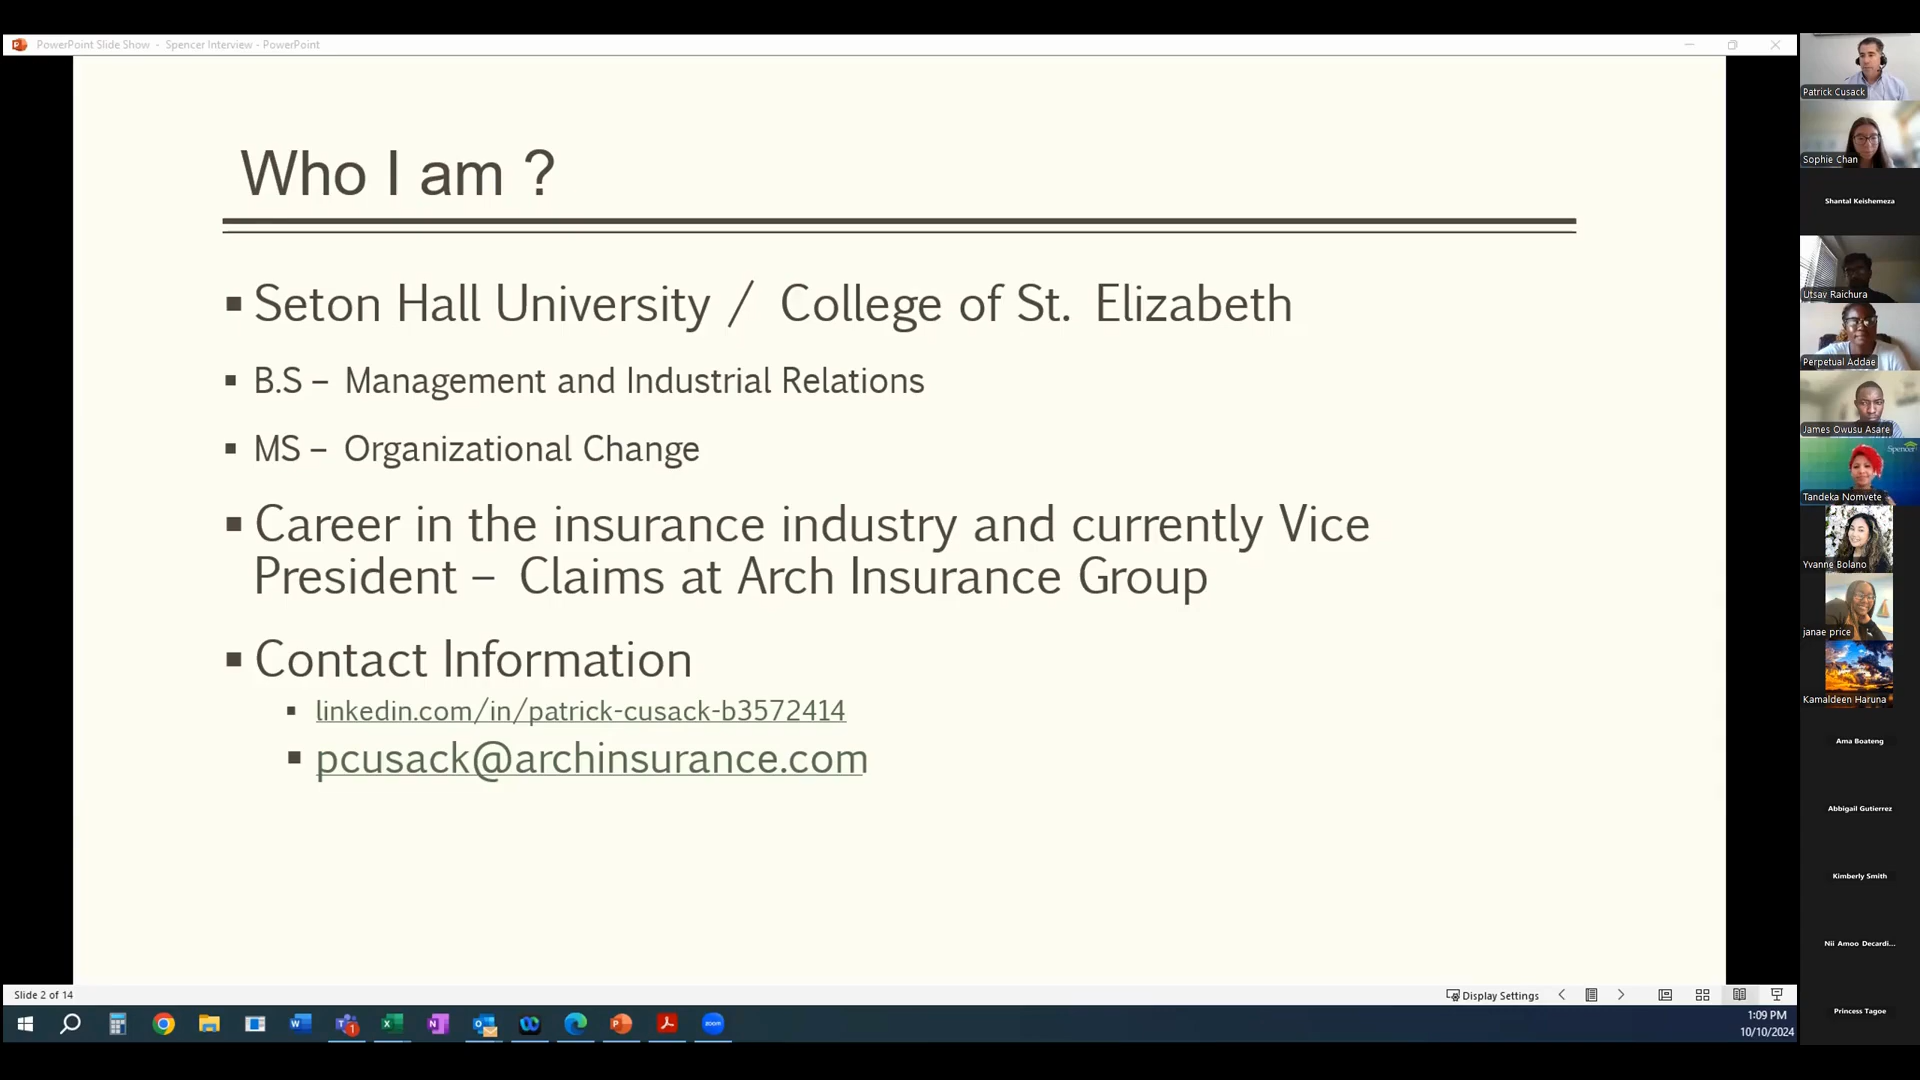 PowerPoint Slide Show - Spencer Interview - PowerPoint
Who I am ?
Seton Hall University / College of St. Elizabeth
B.S – Management and Industrial Relations
MS – Organizational Change
Career in the insurance industry and currently Vice
President – Claims at Arch Insurance Group
Contact Information
linkedin.com/in/patrick-cusack-b3572414
pcusack@archinsurance.com
Slide 2 of 14
Display Settings
1:09 PM
10/10/2024
Patrick Cusack
Sophie Chan
Shantal Keishemeza
Utsav Raichura
Perpetual Addae
James Owusu Asare
Spencer
Tandeka Nomvete
Yvanne Bolano
janae price
Kamaldeen Haruna
Ama Boateng
Abbigail Gutierrez
Kimberly Smith
Nii Amoo Decardi...
Princess Tagoe